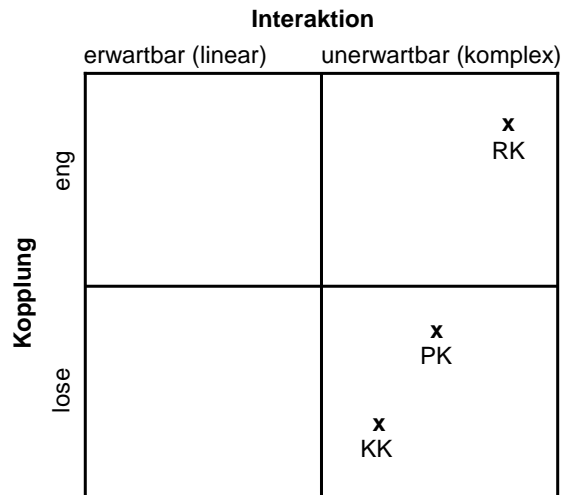 Interaktion
erwartbar (linear) unerwartbar (komplex)
Kopplung
eng
x
RK
lose
x
PK
x
KK